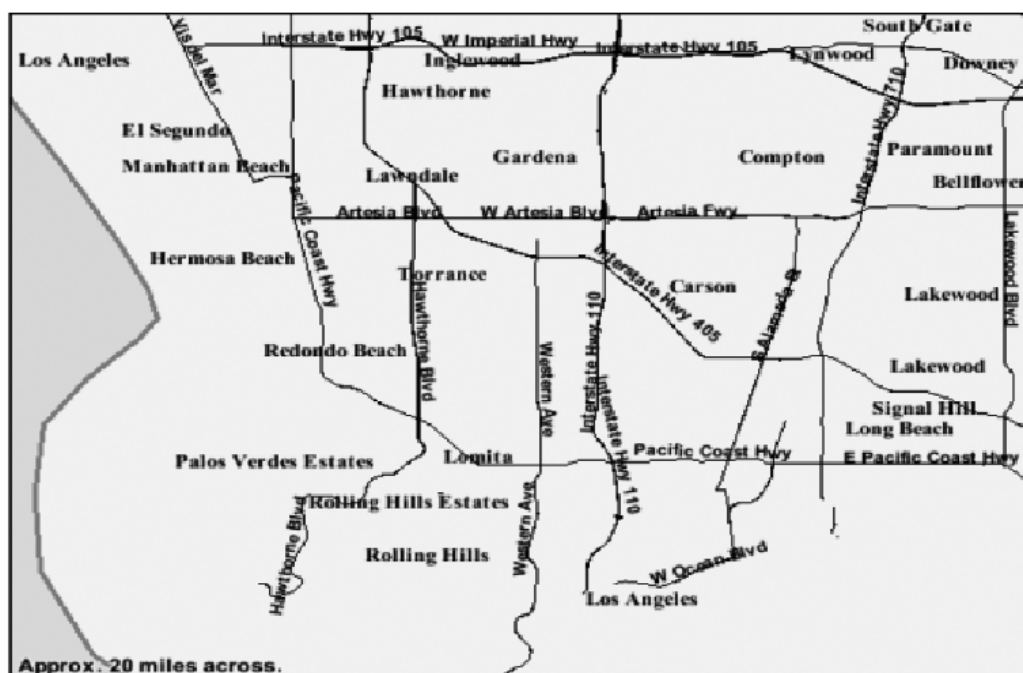 South Gate
Vis del Mar
Interstate Hwy 105
W Imperial Hwy
Interstate Hwy 105
Lynwood
Los Angeles
Inglewood
Downey
Hawthorne
Interstate Hwy 710
El Segundo
Manhattan Beach
Gardena
Compton
Paramount
Lawndale
Bellflower
Pacific Coast Hwy
Artesia Blvd
W Artesia Blvd
Artesia Fwy
Lakewood Blvd
Hermosa Beach
Torrance
Interstate Hwy 405
Carson
S Alameda St
Lakewood
Hawthorne Blvd
Interstate Hwy 110
Redondo Beach
Western Ave
Lakewood
Interstate Hwy 110
Signal Hill
Long Beach
Palos Verdes Estates
Lomita
Pacific Coast Hwy
E Pacific Coast Hwy
Rolling Hills Estates
Hawthorne Blvd
Western Ave
Rolling Hills
W Ocean Blvd
Los Angeles
Approx. 20 miles across.